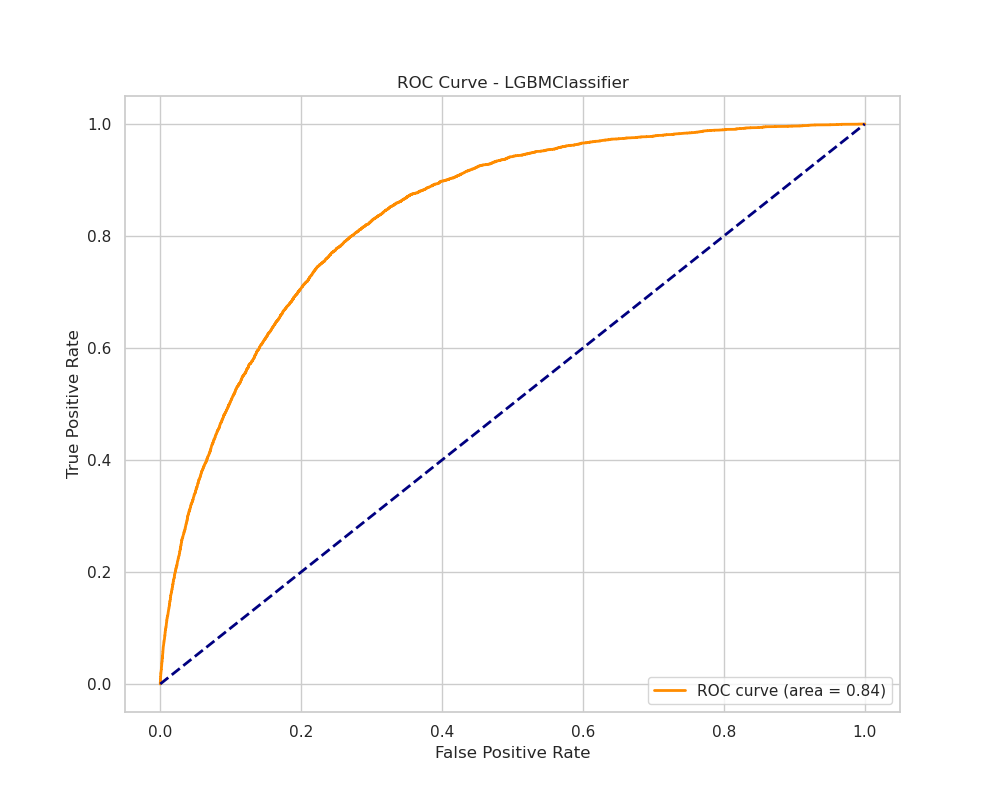 ROC Curve - LGBMClassifier
1.0
0.8
0.6
0.4
0.2
0.0
True Positive Rate
ROC curve (area = 0.84)
0.0 0.2 0.4 0.6 0.8 1.0
False Positive Rate